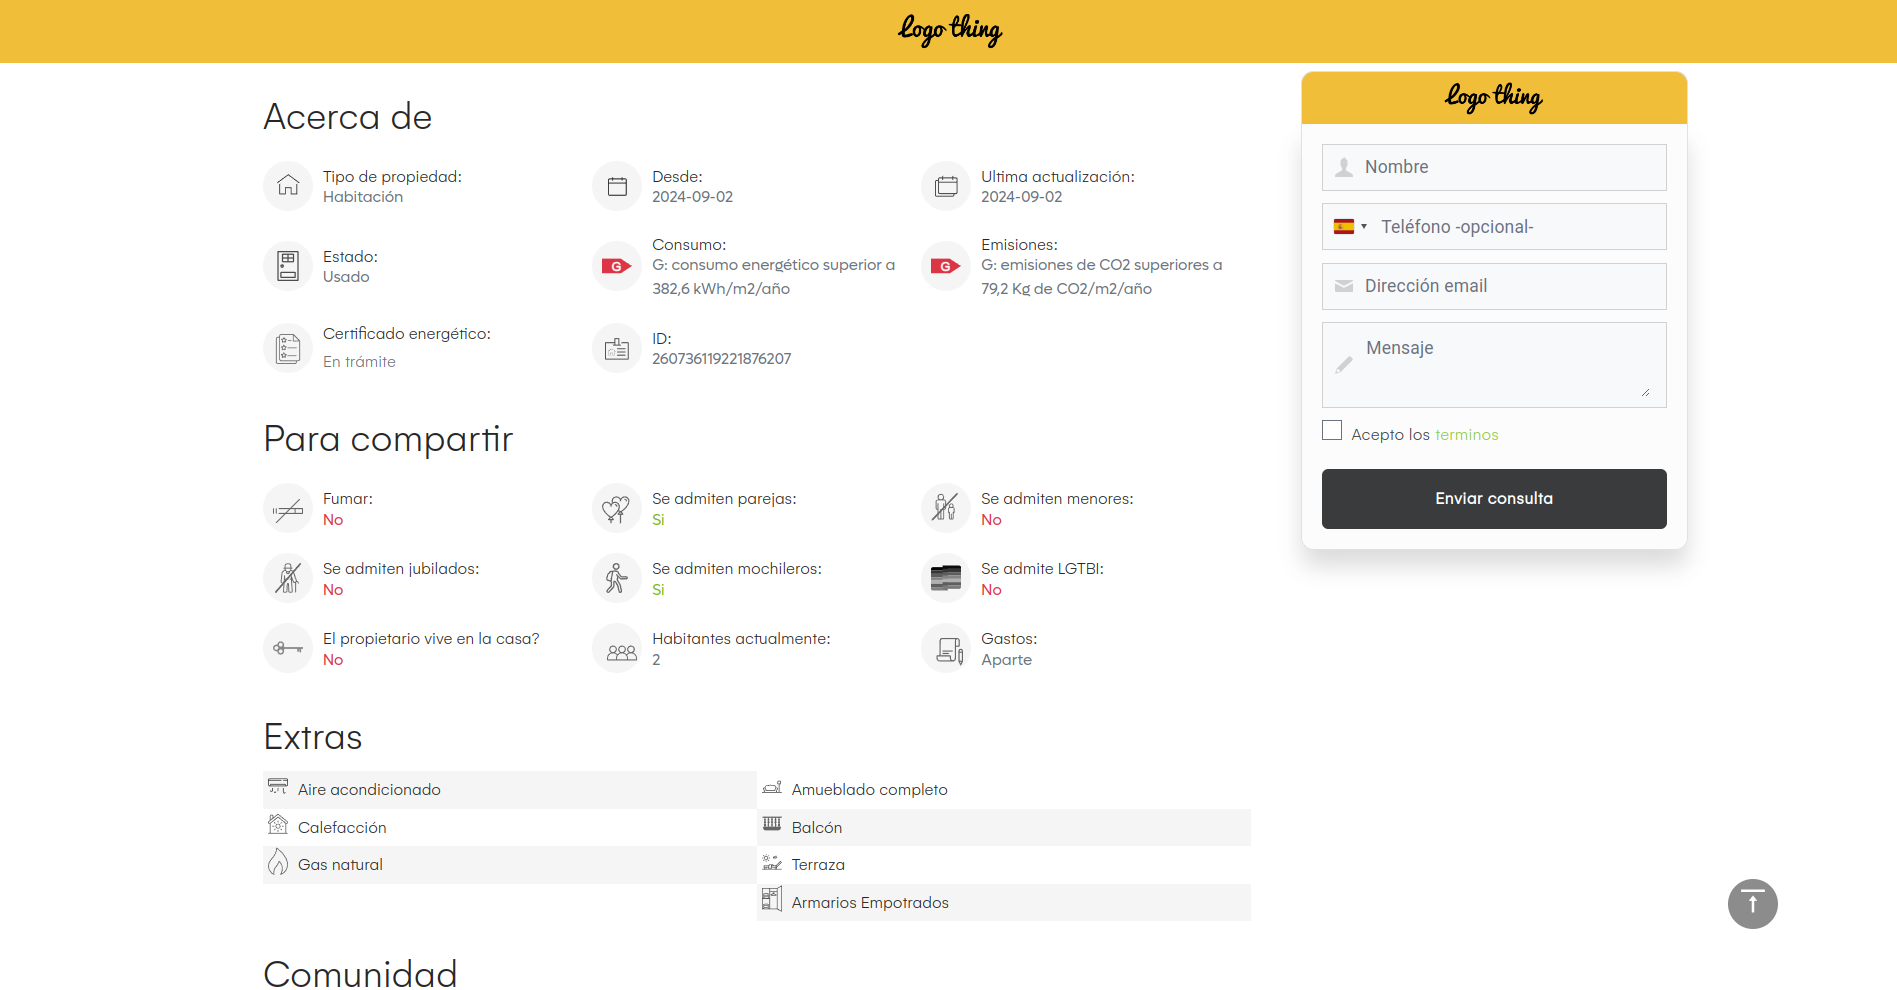 Logo thing
Acerca de
Tipo de propiedad:
Habitación
Desde:
2024-09-02
Ultima actualización:
2024-09-02
Estado:
Usado
Consumo:
G: consumo energético superior a
382,6 kWh/m2/año
G
Emisiones:
G: emisiones de CO2 superiores a
79,2 Kg de CO2/m2/año
G
Certificado energético:
En trámite
ID:
260736119221876207
Para compartir
Fumar:
No
Se admiten parejas:
Si
Se admiten menores:
No
Se admiten jubilados:
No
Se admiten mochileros:
Si
Se admite LGTBI:
No
El propietario vive en la casa?
No
Habitantes actualmente:
2
Gastos:
Aparte
Extras
Aire acondicionado
Calefacción
Gas natural
Amueblado completo
Balcón
Terraza
Armarios Empotrados
Comunidad
Logo thing
Nombre
Teléfono -opcional-
Dirección email
Mensaje
Acepto los terminos
Enviar consulta